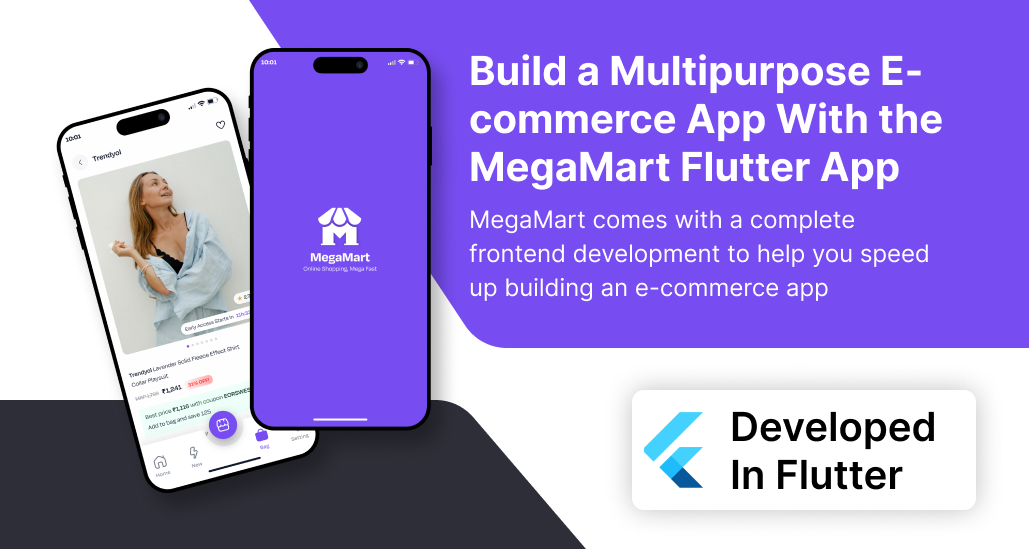 Build a Multipurpose E-
commerce App With the
MegaMart Flutter App
MegaMart comes with a complete
frontend development to help you speed
up building an e-commerce app
10:01
MegaMart
Online Shopping, Mega Fast
10:01
Trendyol
Early Access Starts in
Trendyol Lavender Solid Fleece Effect Shirt
Collar Playsuit
₹1,241
Best price ₹1,116 with coupon
Add to bag and save 125
Home
New
Bag
Setting
Developed
In Flutter